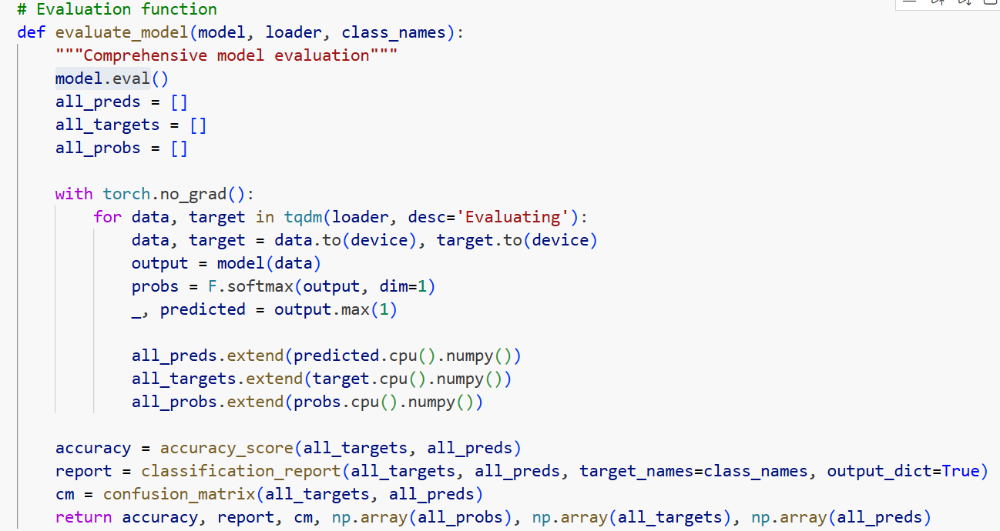 # Evaluation function
def evaluate_model(model, loader, class_names):
    """Comprehensive model evaluation"""
    model.eval()
    all_preds = []
    all_targets = []
    all_probs = []

    with torch.no_grad():
        for data, target in tqdm(loader, desc='Evaluating'):
            data, target = data.to(device), target.to(device)
            output = model(data)
            probs = F.softmax(output, dim=1)
            _, predicted = output.max(1)

            all_preds.extend(predicted.cpu().numpy())
            all_targets.extend(target.cpu().numpy())
            all_probs.extend(probs.cpu().numpy())

    accuracy = accuracy_score(all_targets, all_preds)
    report = classification_report(all_targets, all_preds, target_names=class_names, output_dict=True)
    cm = confusion_matrix(all_targets, all_preds)
    return accuracy, report, cm, np.array(all_probs), np.array(all_targets), np.array(all_preds)